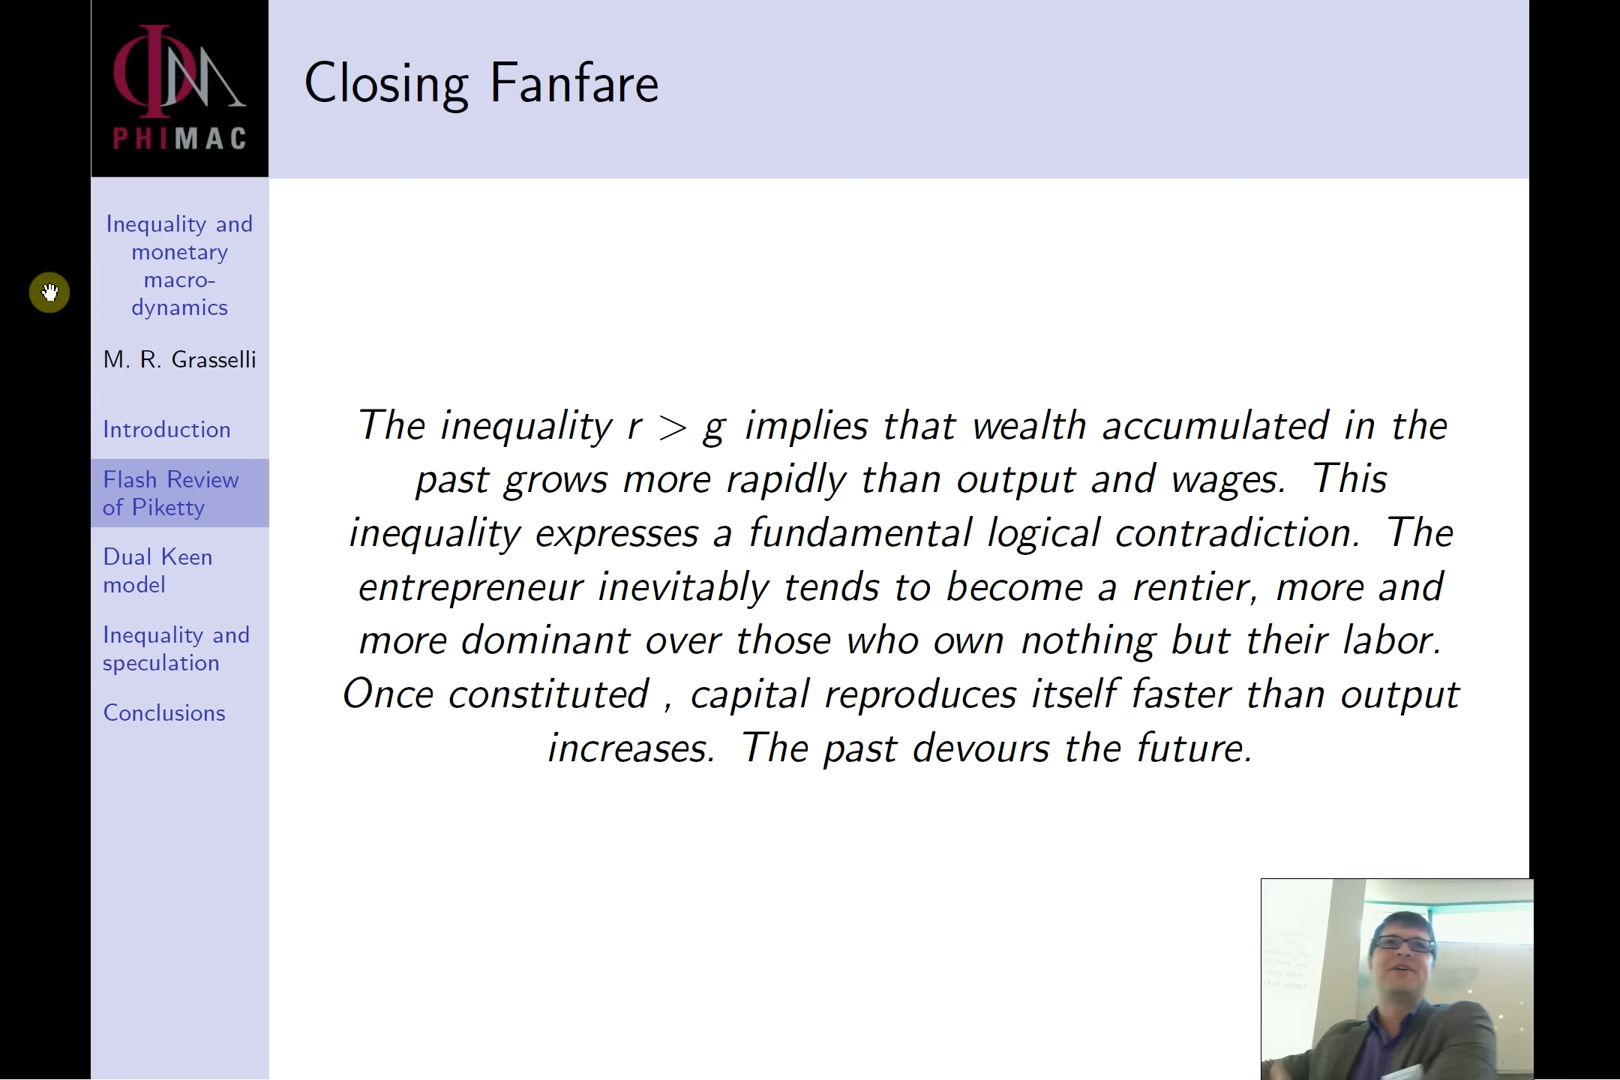 PHIMAC
Closing Fanfare
Inequality and
monetary
macro-
dynamics
M. R. Grasselli
Introduction
Flash Review
of Piketty
Dual Keen
model
Inequality and
speculation
Conclusions
The inequality r > g implies that wealth accumulated in the
past grows more rapidly than output and wages. This
inequality expresses a fundamental logical contradiction. The
entrepreneur inevitably tends to become a rentier, more and
more dominant over those who own nothing but their labor.
Once constituted , capital reproduces itself faster than output
increases. The past devours the future.